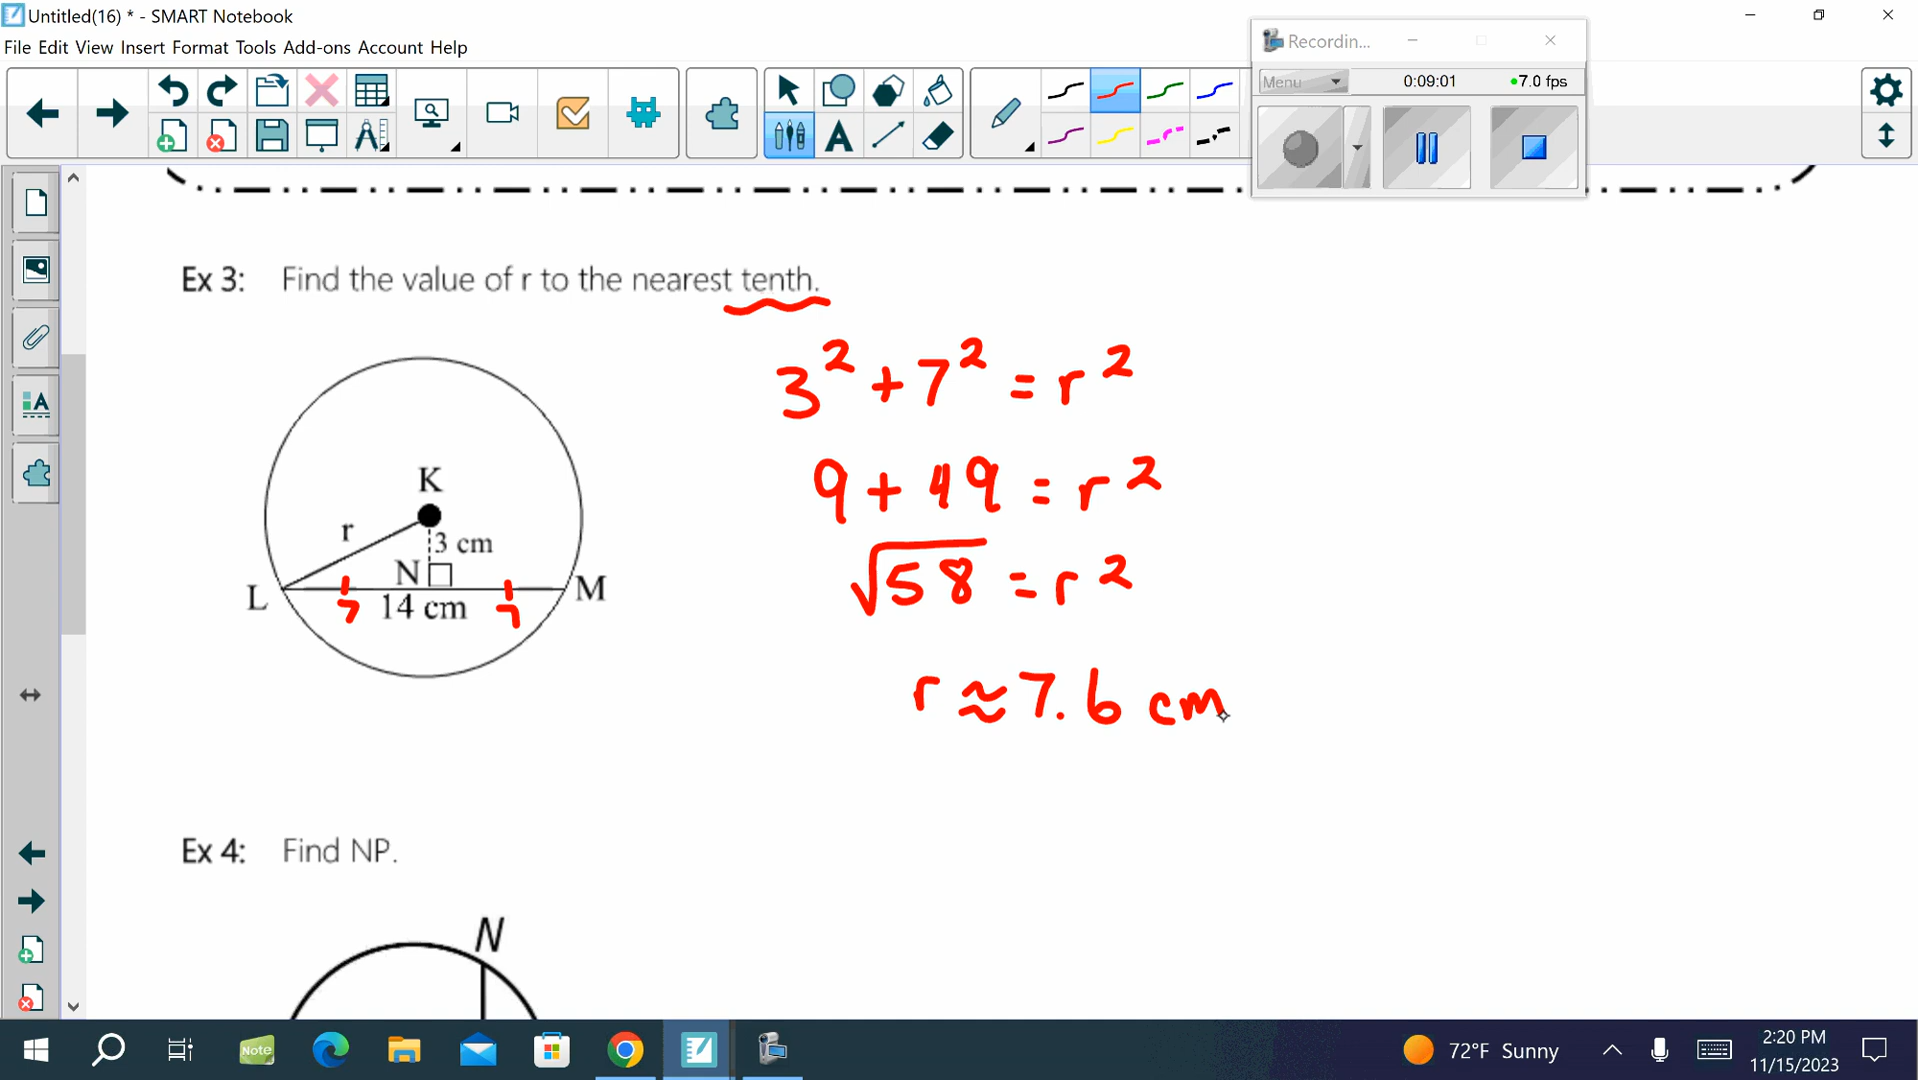 Untitled(16) * - SMART Notebook
File Edit View Insert Format Tools Add-ons Account Help
Recordin...
Menu 0:09:01 7.0 fps
A
A
Ex 3: Find the value of r to the nearest tenth.
3² + 7² = r²
9 + 49 = r²
√58 = r²
r ≈ 7.6 cm
K
r
3 cm
N
L
M
7 14 cm 7
Ex 4: Find NP.
N
Note
72°F Sunny
2:20 PM
11/15/2023